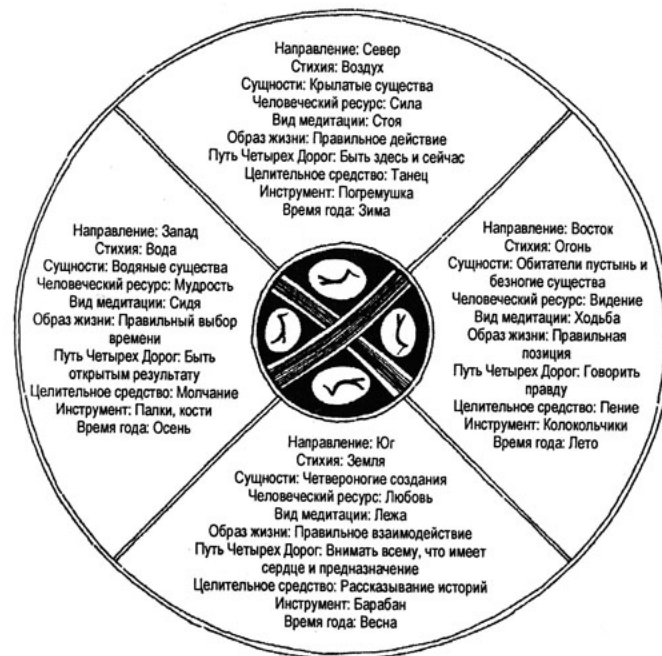 Направление: Север
Стихия: Воздух
Сущности: Крылатые существа
Человеческий ресурс: Сила
Вид медитации: Стоя
Образ жизни: Правильное действие
Путь Четырех Дорог: Быть здесь и сейчас
Целительное средство: Танец
Инструмент: Погремушка
Время года: Зима
Направление: Запад
Стихия: Вода
Сущности: Водяные существа
Человеческий ресурс: Мудрость
Вид медитации: Сидя
Образ жизни: Правильный выбор
времени
Путь Четырех Дорог: Быть
открытым результату
Целительное средство: Молчание
Инструмент: Палки, кости
Время года: Осень
Направление: Восток
Стихия: Огонь
Сущности: Обитатели пустынь и
безногие существа
Человеческий ресурс: Видение
Вид медитации: Ходьба
Образ жизни: Правильная
позиция
Путь Четырех Дорог: Говорить
правду
Целительное средство: Пение
Инструмент: Колокольчики
Время года: Лето
Направление: Юг
Стихия: Земля
Сущности: Четвероногие создания
Человеческий ресурс: Любовь
Вид медитации: Лежа
Образ жизни: Правильное взаимодействие
Путь Четырех Дорог: Внимать всему, что имеет
сердце и предназначение
Целительное средство: Рассказывание историй
Инструмент: Барабан
Время года: Весна